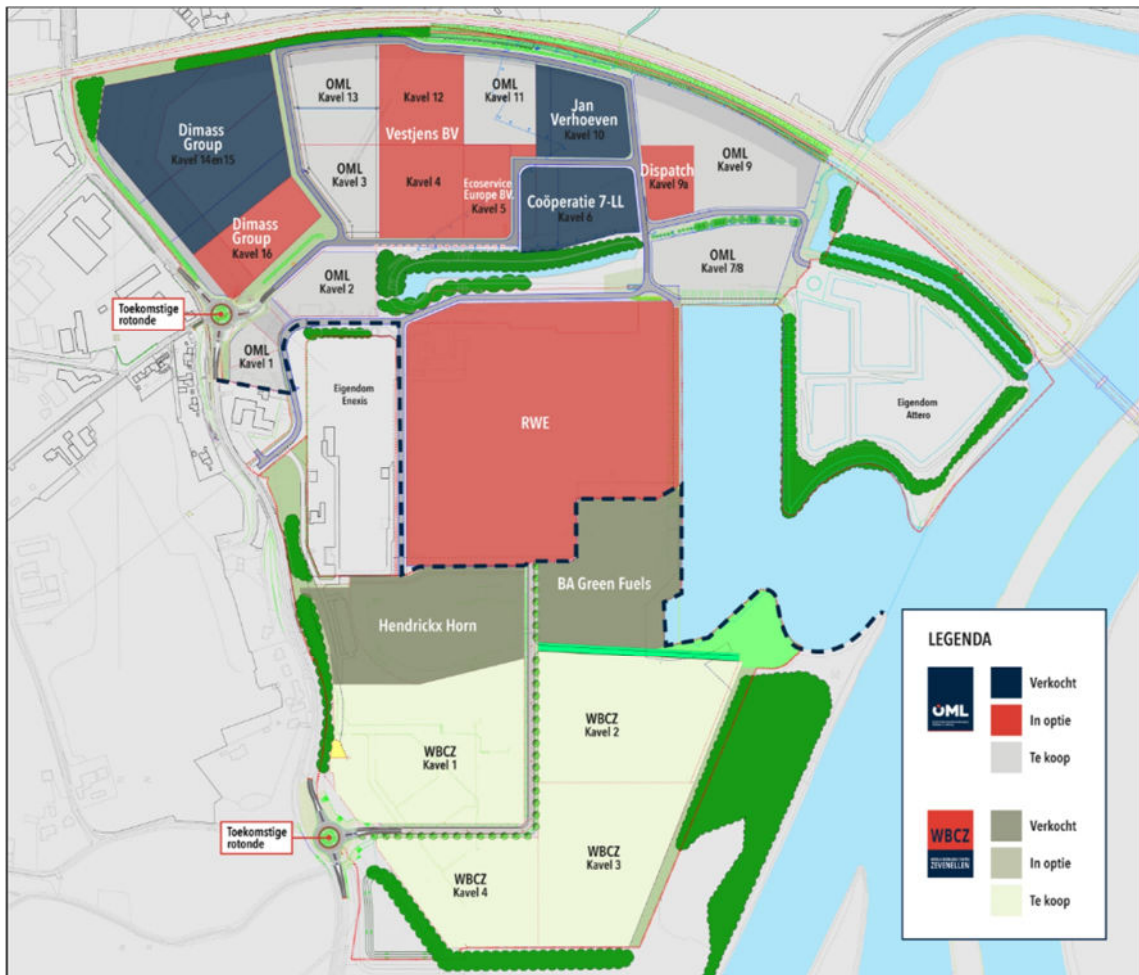 OML
Kavel 13
Kavel 12
OML
Kavel 11
Jan
Verhoeven
Kavel 10
Dimass
Group
Kavel 14 en 15
Vestjens BV
OML
Kavel 9
OML
Kavel 3
Kavel 4
Ecoservice
Europe BV.
Kavel 5
Dispatch
Kavel 9a
Coöperatie 7-LL
Kavel 6
Dimass
Group
Kavel 16
OML
Kavel 2
OML
Kavel 7/8
Toekomstige
rotonde
OML
Kavel 1
Eigendom
Enexis
Eigendom
Attero
RWE
BA Green Fuels
Hendrickx Horn
WBCZ
Kavel 2
WBCZ
Kavel 1
Toekomstige
rotonde
WBCZ
Kavel 3
WBCZ
Kavel 4
LEGENDA
OML
Verkocht
In optie
Te koop
WBCZ
ZEVENELLEN
Verkocht
In optie
Te koop